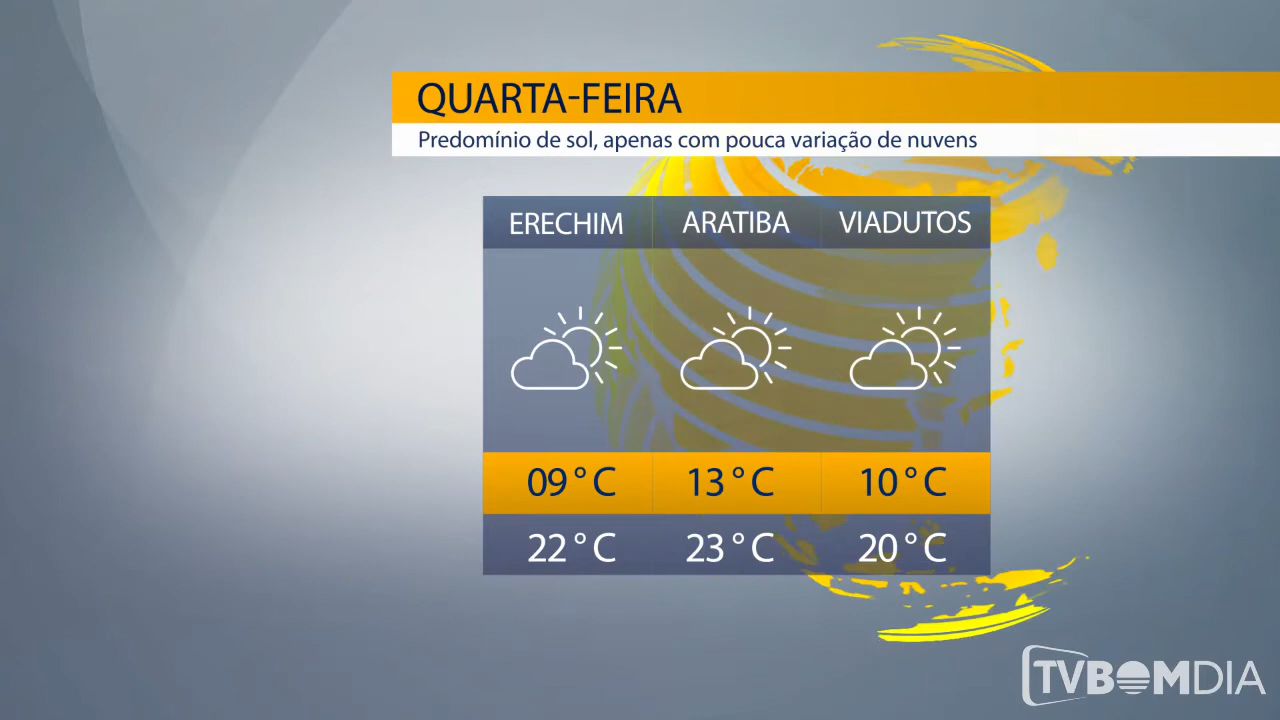 QUARTA-FEIRA
Predomínio de sol, apenas com pouca variação de nuvens
ERECHIM ARATIBA VIADUTOS
09°C 13°C 10°C
22°C 23°C 20°C
TVBOMDIA